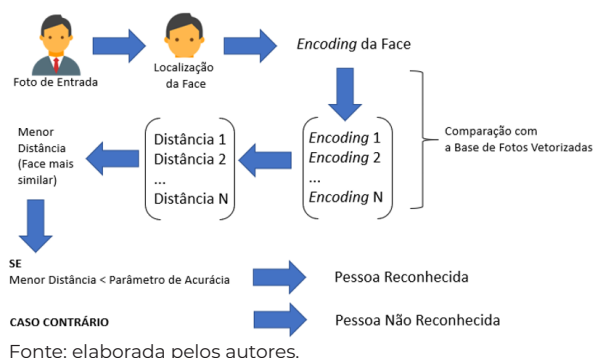 Foto de Entrada
Localização
da Face
Encoding da Face
Comparação com
a Base de Fotos Vetorizadas
Encoding 1
Encoding 2
...
Encoding N
Distância 1
Distância 2
...
Distância N
Menor
Distância
(Face mais
similar)
SE
Menor Distância < Parâmetro de Acurácia
Pessoa Reconhecida
CASO CONTRÁRIO
Pessoa Não Reconhecida
Fonte: elaborada pelos autores.